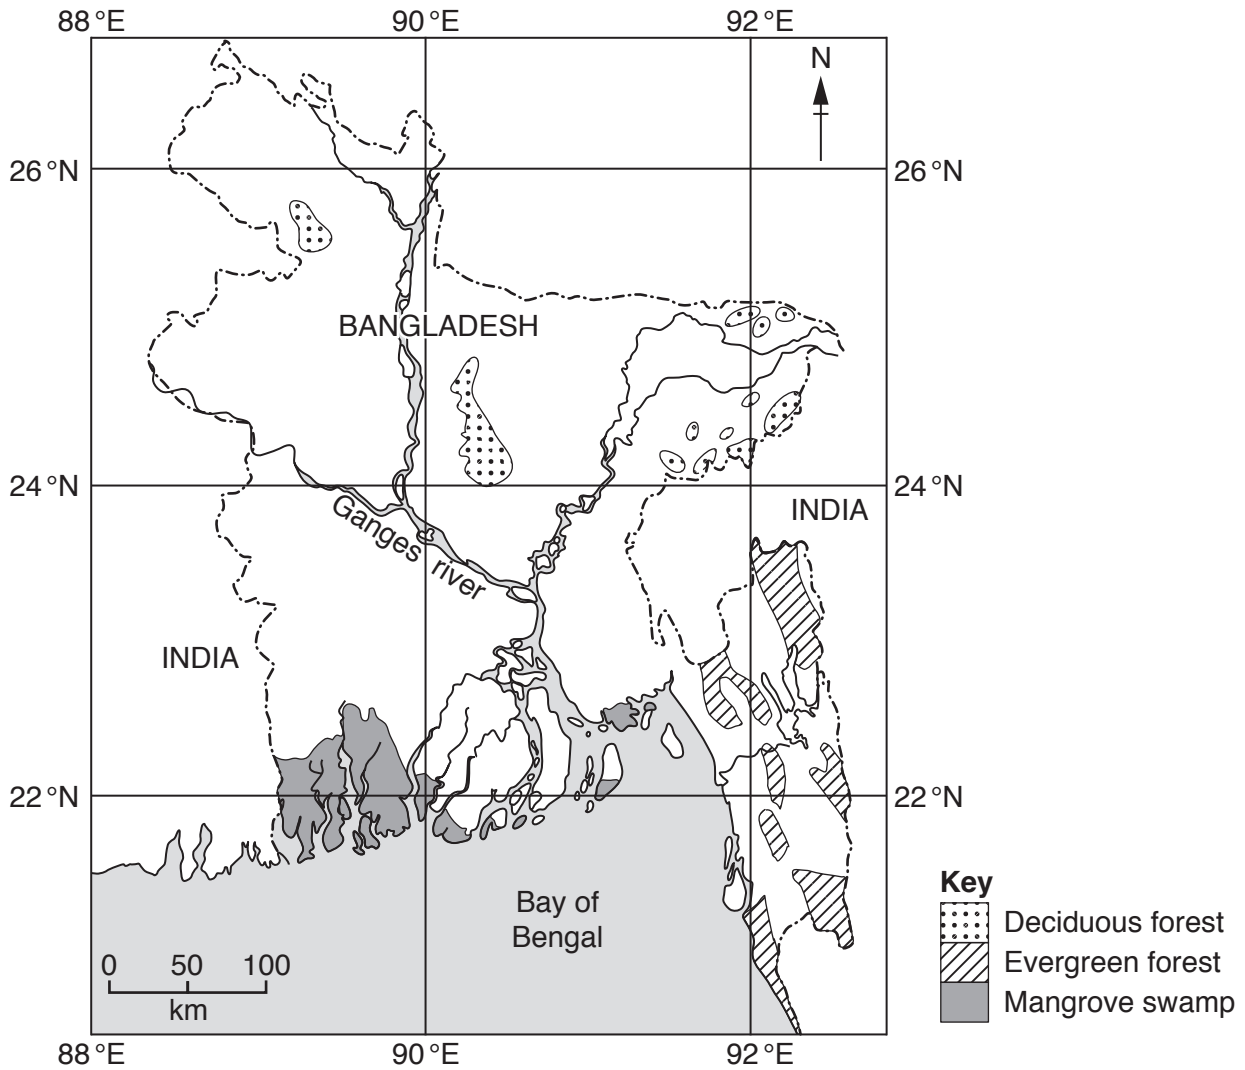 88 °E 90 °E 92 °E
N
26 °N 26 °N
BANGLADESH
24 °N 24 °N
INDIA
Ganges river
INDIA
22 °N 22 °N
Key
Bay of
Bengal
Deciduous forest
Evergreen forest
0 50 100
km
Mangrove swamp
88 °E 90 °E 92 °E